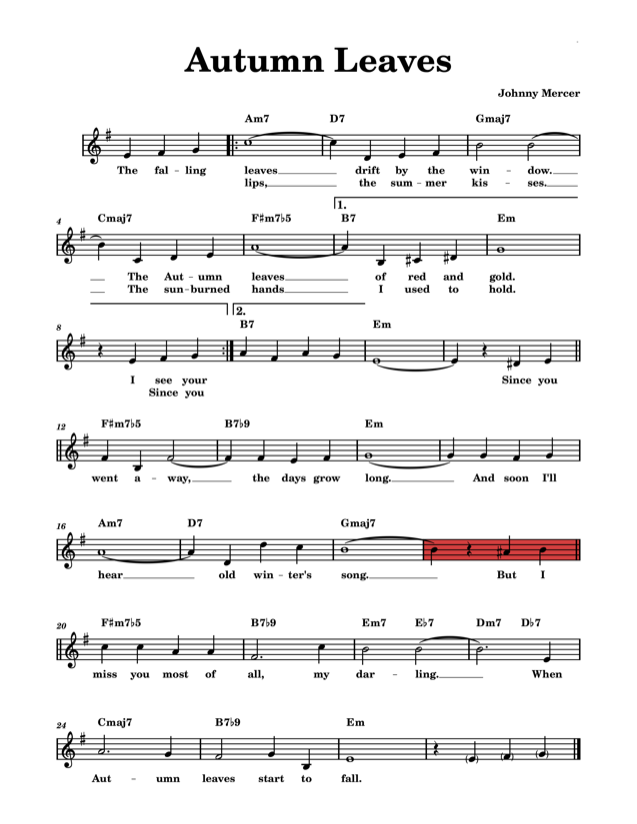 Autumn Leaves
Johnny Mercer
Am7 D7 Gmaj7
The fal – ling leaves drift by the win – dow.
lips, the sum – mer kis – ses.
1.
4 Cmaj7 F♯m7♭5 B7 Em
The Aut – umn leaves of red and gold.
The sun – burned hands I used to hold.
2.
8 B7 Em
I see your Since you
Since you
12 F♯m7♭5 B7♭9 Em
went a – way, the days grow long. And soon I'll
16 Am7 D7 Gmaj7
hear old win – ter's song. But I
20 F♯m7♭5 B7♭9 Em7 E♭7 Dm7 D♭7
miss you most of all, my dar – ling. When
24 Cmaj7 B7♭9 Em
Aut – umn leaves start to fall.